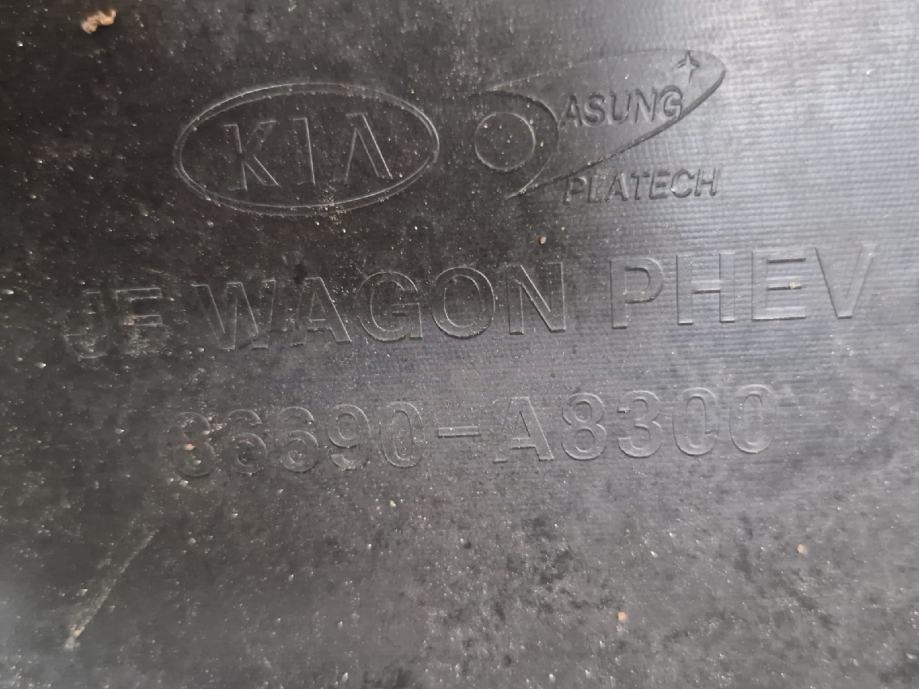 KIA ASUNG
PLATECH
JF WAGON PHEV
86690-A8300